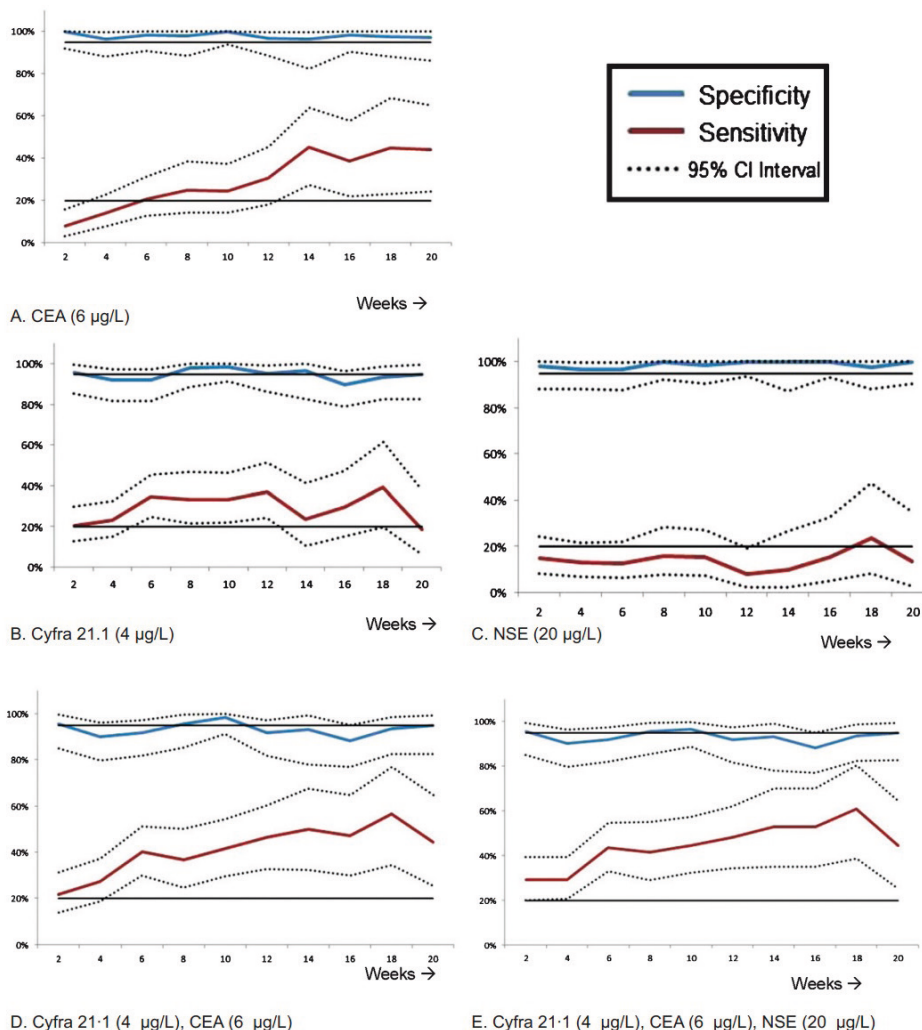 100%
80%
60%
40%
20%
0%
2 4 6 8 10 12 14 16 18 20
Weeks →
A. CEA (6 µg/L)
Specificity
Sensitivity
95% CI Interval
100%
80%
60%
40%
20%
0%
2 4 6 8 10 12 14 16 18 20
Weeks →
B. Cyfra 21.1 (4 µg/L)
100%
80%
60%
40%
20%
0%
2 4 6 8 10 12 14 16 18 20
Weeks →
C. NSE (20 µg/L)
100%
80%
60%
40%
20%
0%
2 4 6 8 10 12 14 16 18 20
Weeks →
D. Cyfra 21·1 (4 µg/L), CEA (6 µg/L)
100%
80%
60%
40%
20%
0%
2 4 6 8 10 12 14 16 18 20
Weeks →
E. Cyfra 21·1 (4 µg/L), CEA (6 µg/L), NSE (20 µg/L)